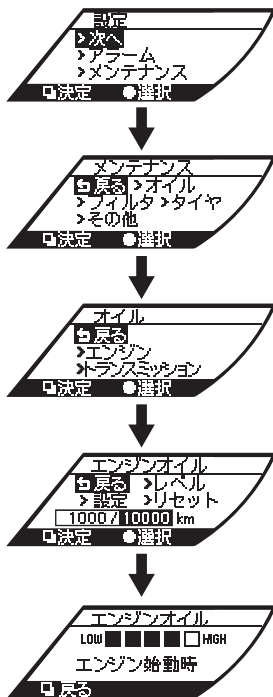 設定
>次へ
>アラーム
>メンテナンス
決定 ●選択
メンテナンス
戻る >オイル
>フィルタ >タイヤ
>その他
決定 ●選択
オイル
戻る
>エンジン
>トランスミッション
決定 ●選択
エンジンオイル
戻る >レベル
>設定 >リセット
1000 / 10000 km
決定 ●選択
エンジンオイル
LOW HIGH
エンジン始動時
戻る